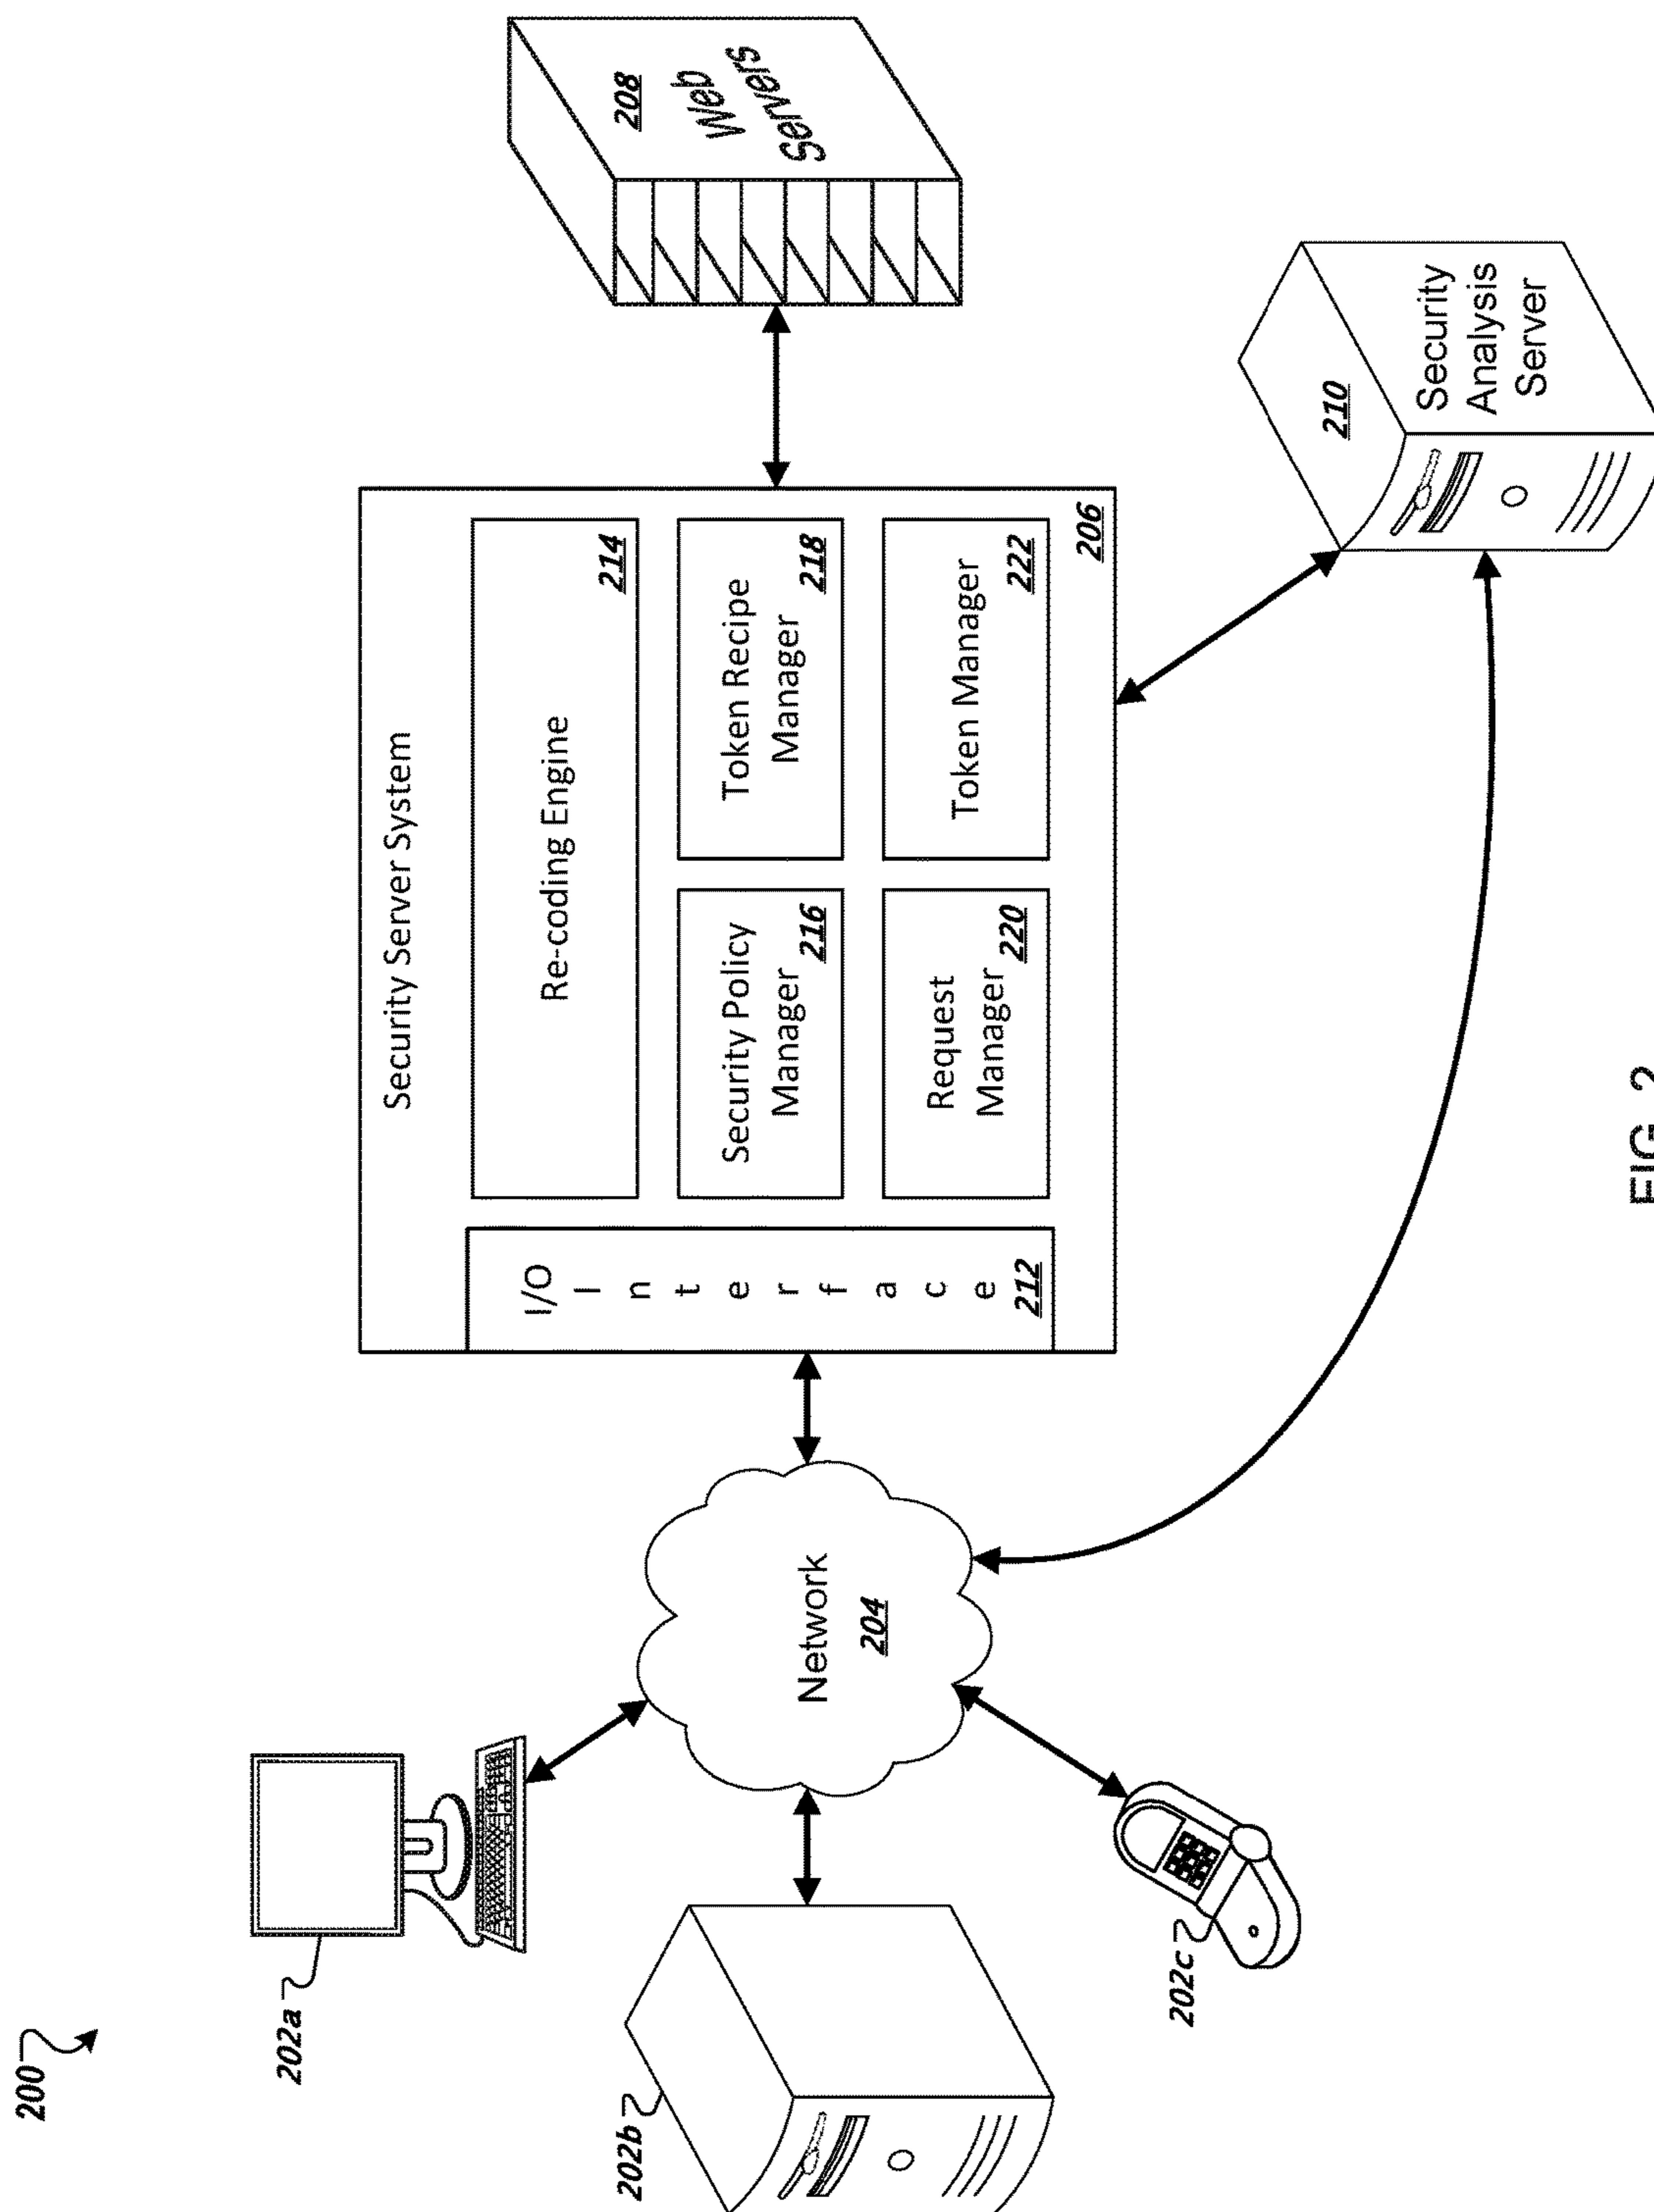 200
202a
202b
202c
Network
204
Security Server System
I/O
I
n
t
e
r
f
a
c
e
212
Re-coding Engine
214
Security Policy
Manager
216
Token Recipe
Manager
218
Request
Manager
220
Token Manager
222
206
208
Web
Servers
210
Security
Analysis
Server
FIG. 2